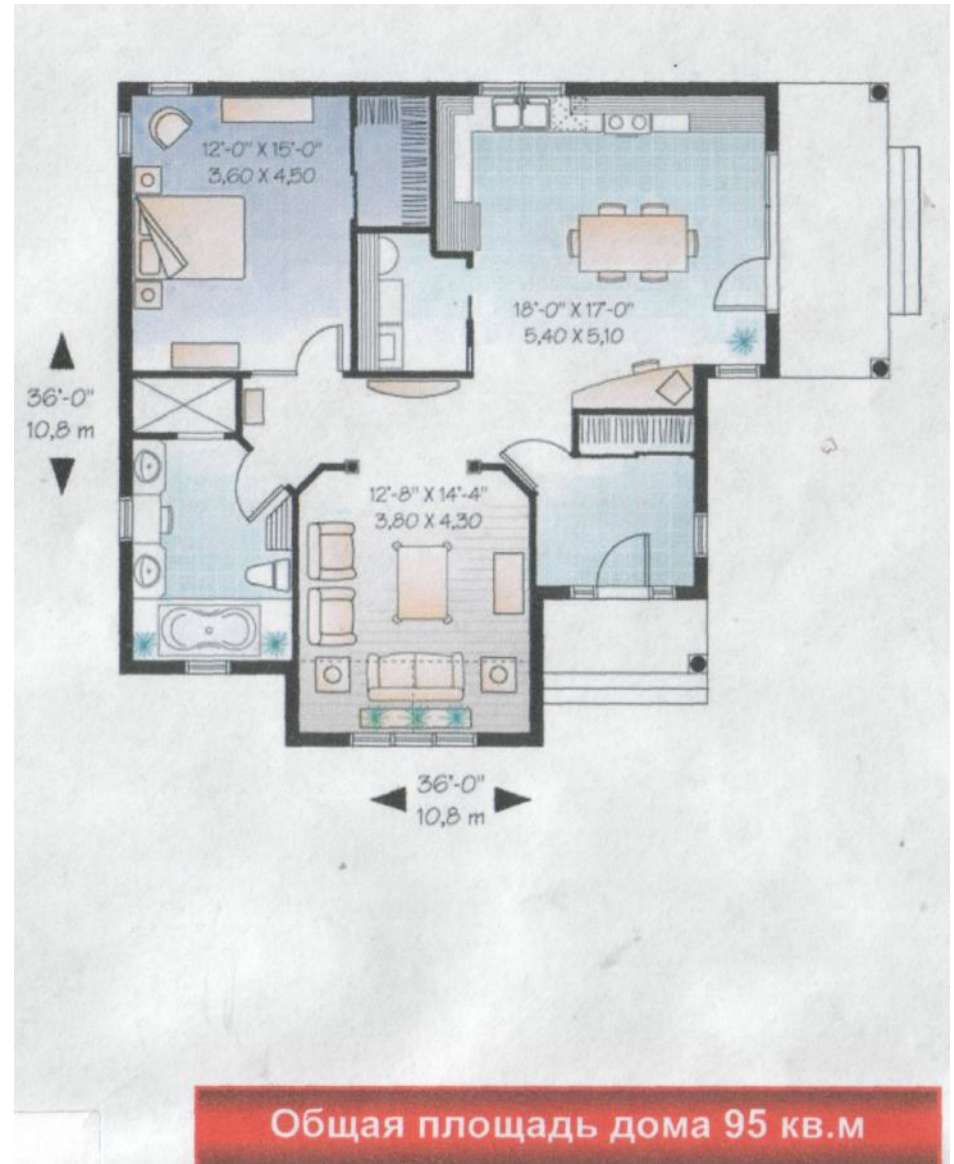 12'-0" X 15'-0"
3,60 X 4,50
18'-0" X 17'-0"
5,40 X 5,10
36'-0"
10,8 m
12'-8" X 14'-4"
3,80 X 4,30
36'-0"
10,8 m
Общая площадь дома 95 кв.м